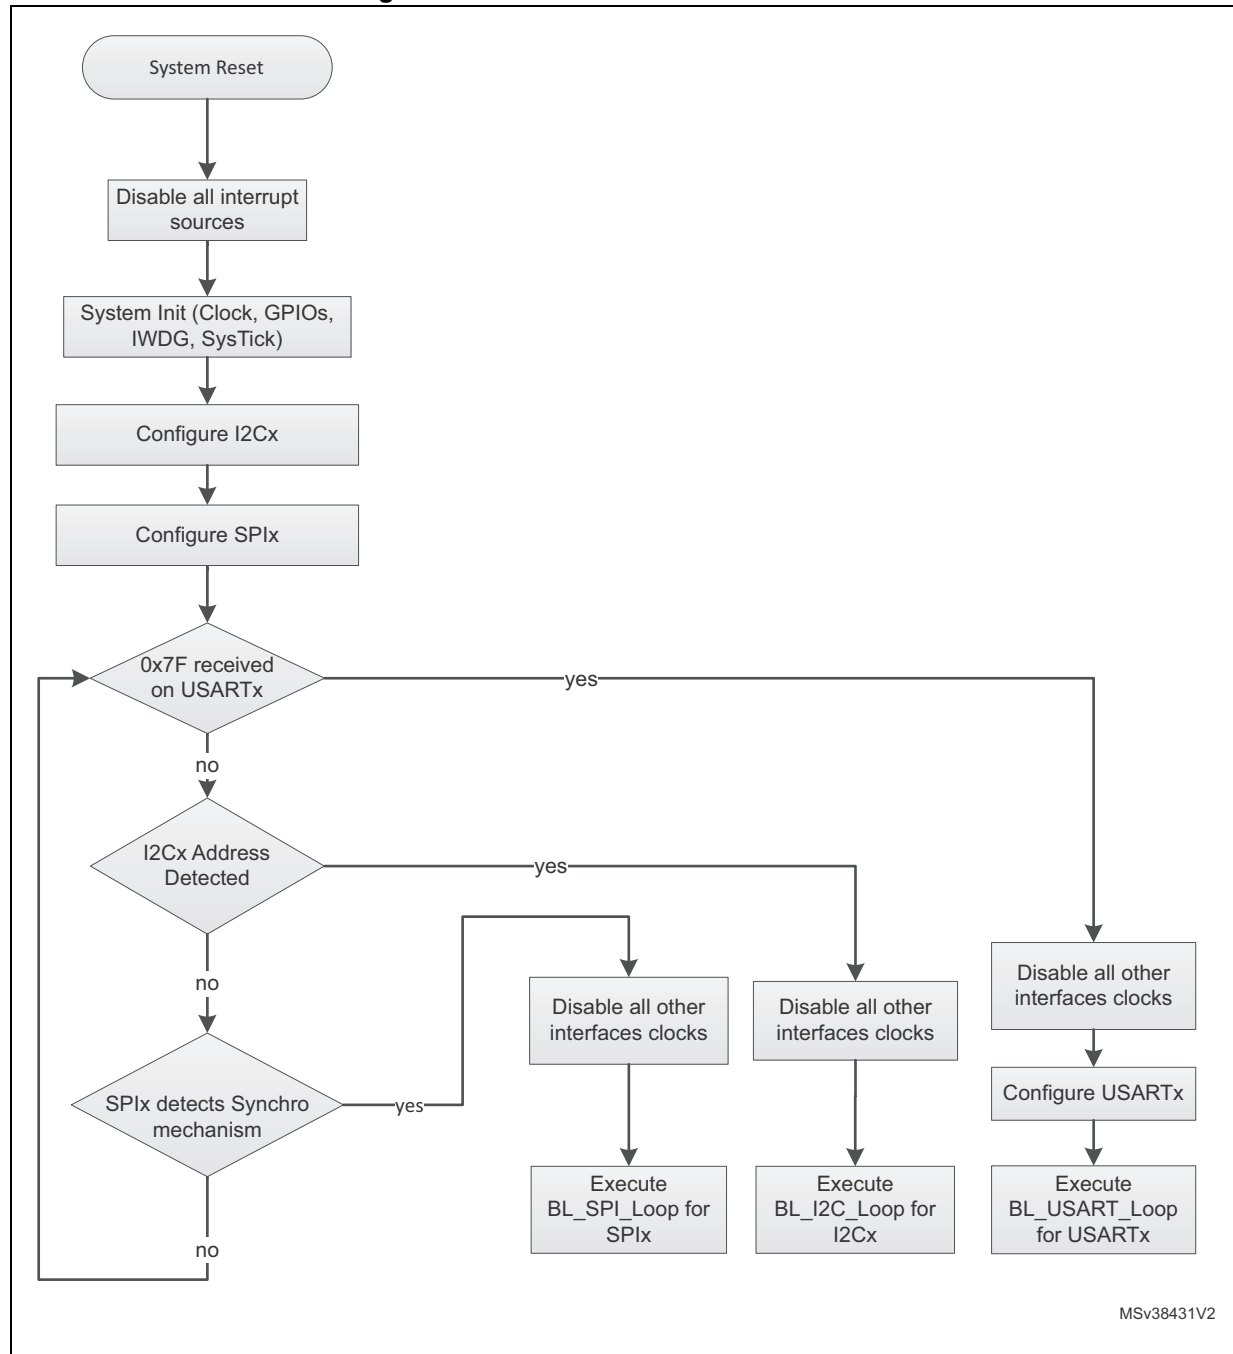 System Reset
Disable all interrupt
sources
System Init (Clock, GPIOs,
IWDG, SysTick)
Configure I2Cx
Configure SPIx
0x7F received
on USARTx
yes
no
I2Cx Address
Detected
yes
no
SPIx detects Synchro
mechanism
yes
no
Disable all other
interfaces clocks
Execute
BL_SPI_Loop for
SPIx
Disable all other
interfaces clocks
Execute
BL_I2C_Loop for
I2Cx
Disable all other
interfaces clocks
Configure USARTx
Execute
BL_USART_Loop
for USARTx
MSv38431V2